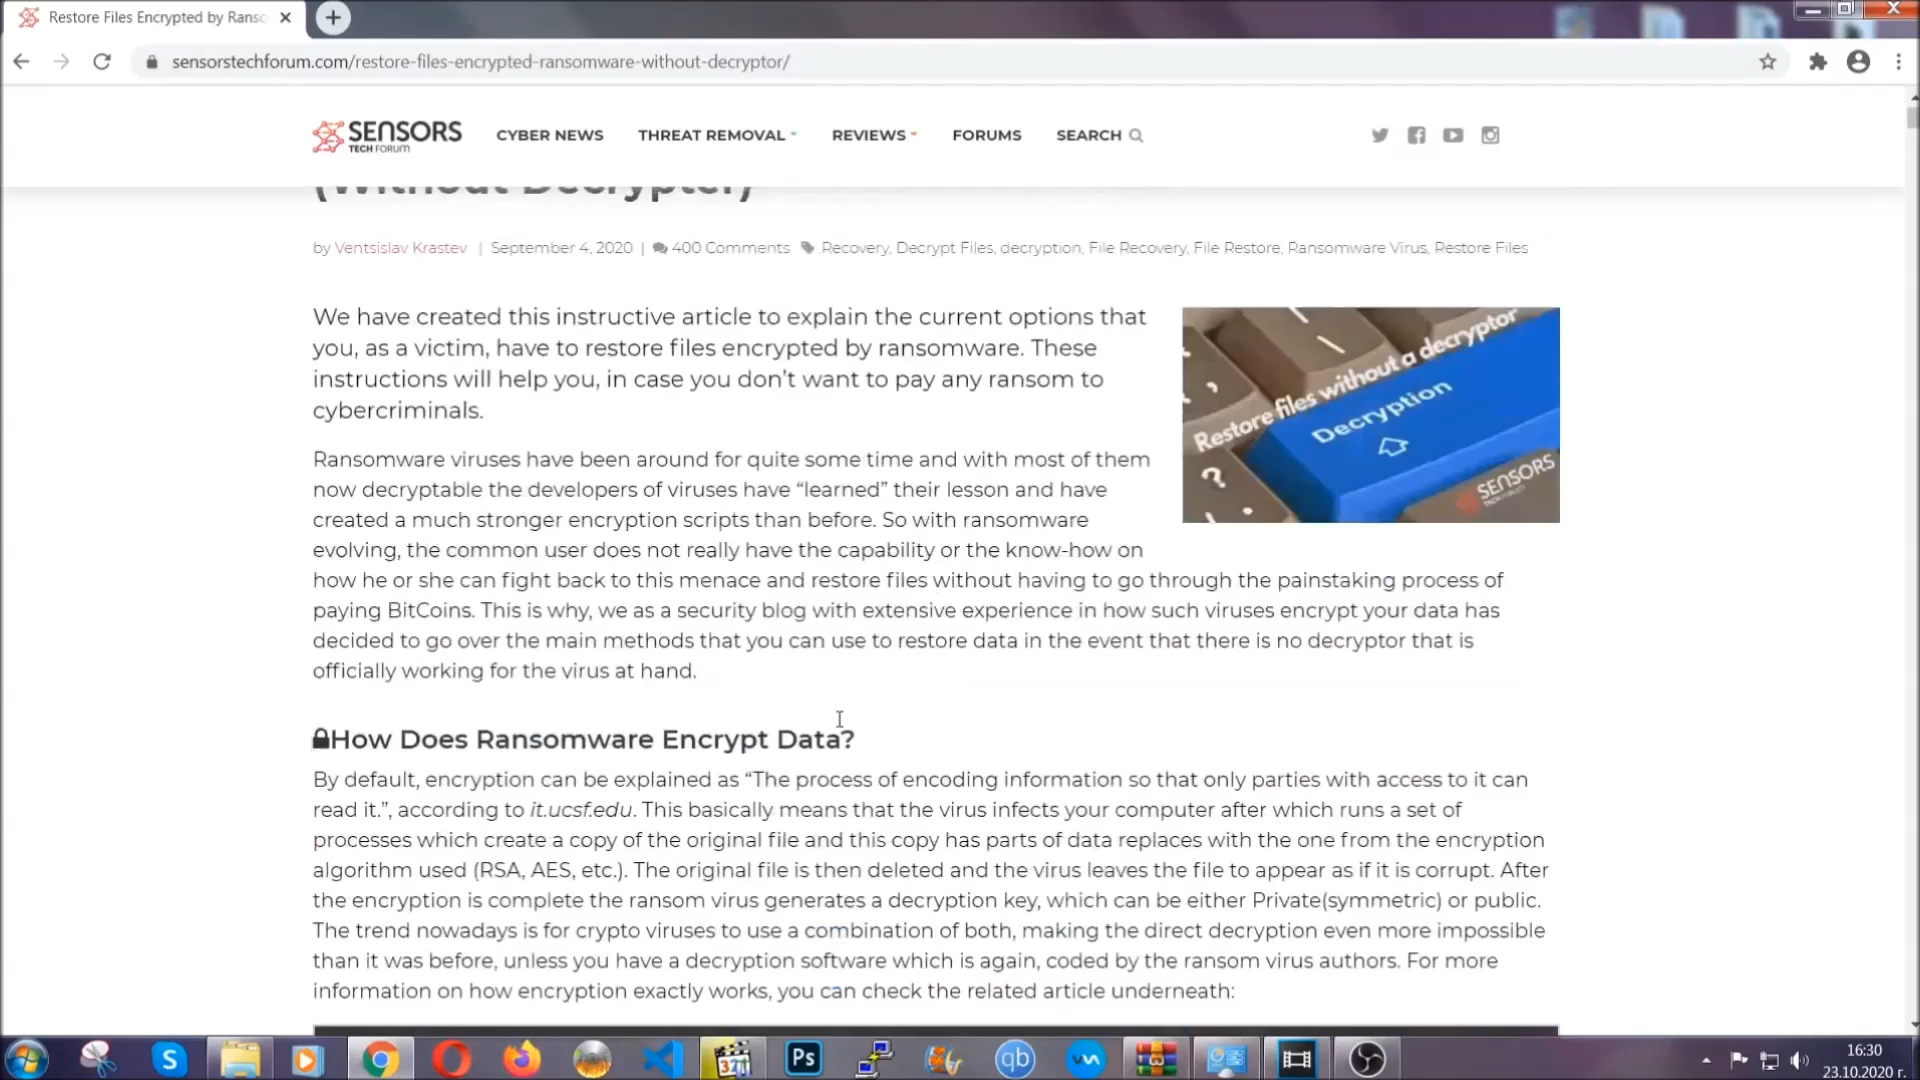 Restore Files Encrypted by Ranso
sensorstechforum.com/restore-files-encrypted-ransomware-without-decryptor/
SENSORS
TECH FORUM
CYBER NEWS
THREAT REMOVAL
REVIEWS
FORUMS
SEARCH
(Without Decrypter)
by Ventsislav Krastev | September 4, 2020 | 400 Comments Recovery, Decrypt Files, decryption, File Recovery, File Restore, Ransomware Virus, Restore Files
We have created this instructive article to explain the current options that
you, as a victim, have to restore files encrypted by ransomware. These
instructions will help you, in case you don't want to pay any ransom to
cybercriminals.
Restore files without a decryptor
Decryption
SENSORS
Ransomware viruses have been around for quite some time and with most of them
now decryptable the developers of viruses have “learned” their lesson and have
created a much stronger encryption scripts than before. So with ransomware
evolving, the common user does not really have the capability or the know-how on
how he or she can fight back to this menace and restore files without having to go through the painstaking process of
paying BitCoins. This is why, we as a security blog with extensive experience in how such viruses encrypt your data has
decided to go over the main methods that you can use to restore data in the event that there is no decryptor that is
officially working for the virus at hand.
How Does Ransomware Encrypt Data?
By default, encryption can be explained as “The process of encoding information so that only parties with access to it can
read it.”, according to it.ucsf.edu. This basically means that the virus infects your computer after which runs a set of
processes which create a copy of the original file and this copy has parts of data replaces with the one from the encryption
algorithm used (RSA, AES, etc.). The original file is then deleted and the virus leaves the file to appear as if it is corrupt. After
the encryption is complete the ransom virus generates a decryption key, which can be either Private(symmetric) or public.
The trend nowadays is for crypto viruses to use a combination of both, making the direct decryption even more impossible
than it was before, unless you have a decryption software which is again, coded by the ransom virus authors. For more
information on how encryption exactly works, you can check the related article underneath:
S
321
Ps
qb
16:30
23.10.2020 г.